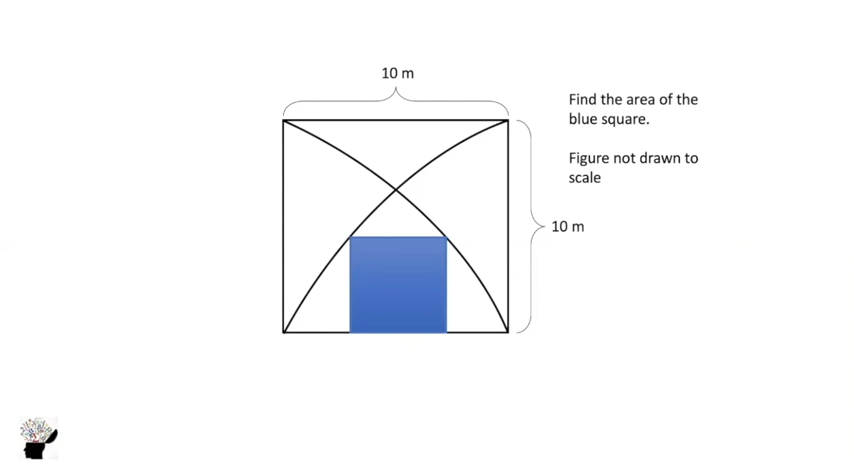 10 m
Find the area of the
blue square.
Figure not drawn to
scale
10 m